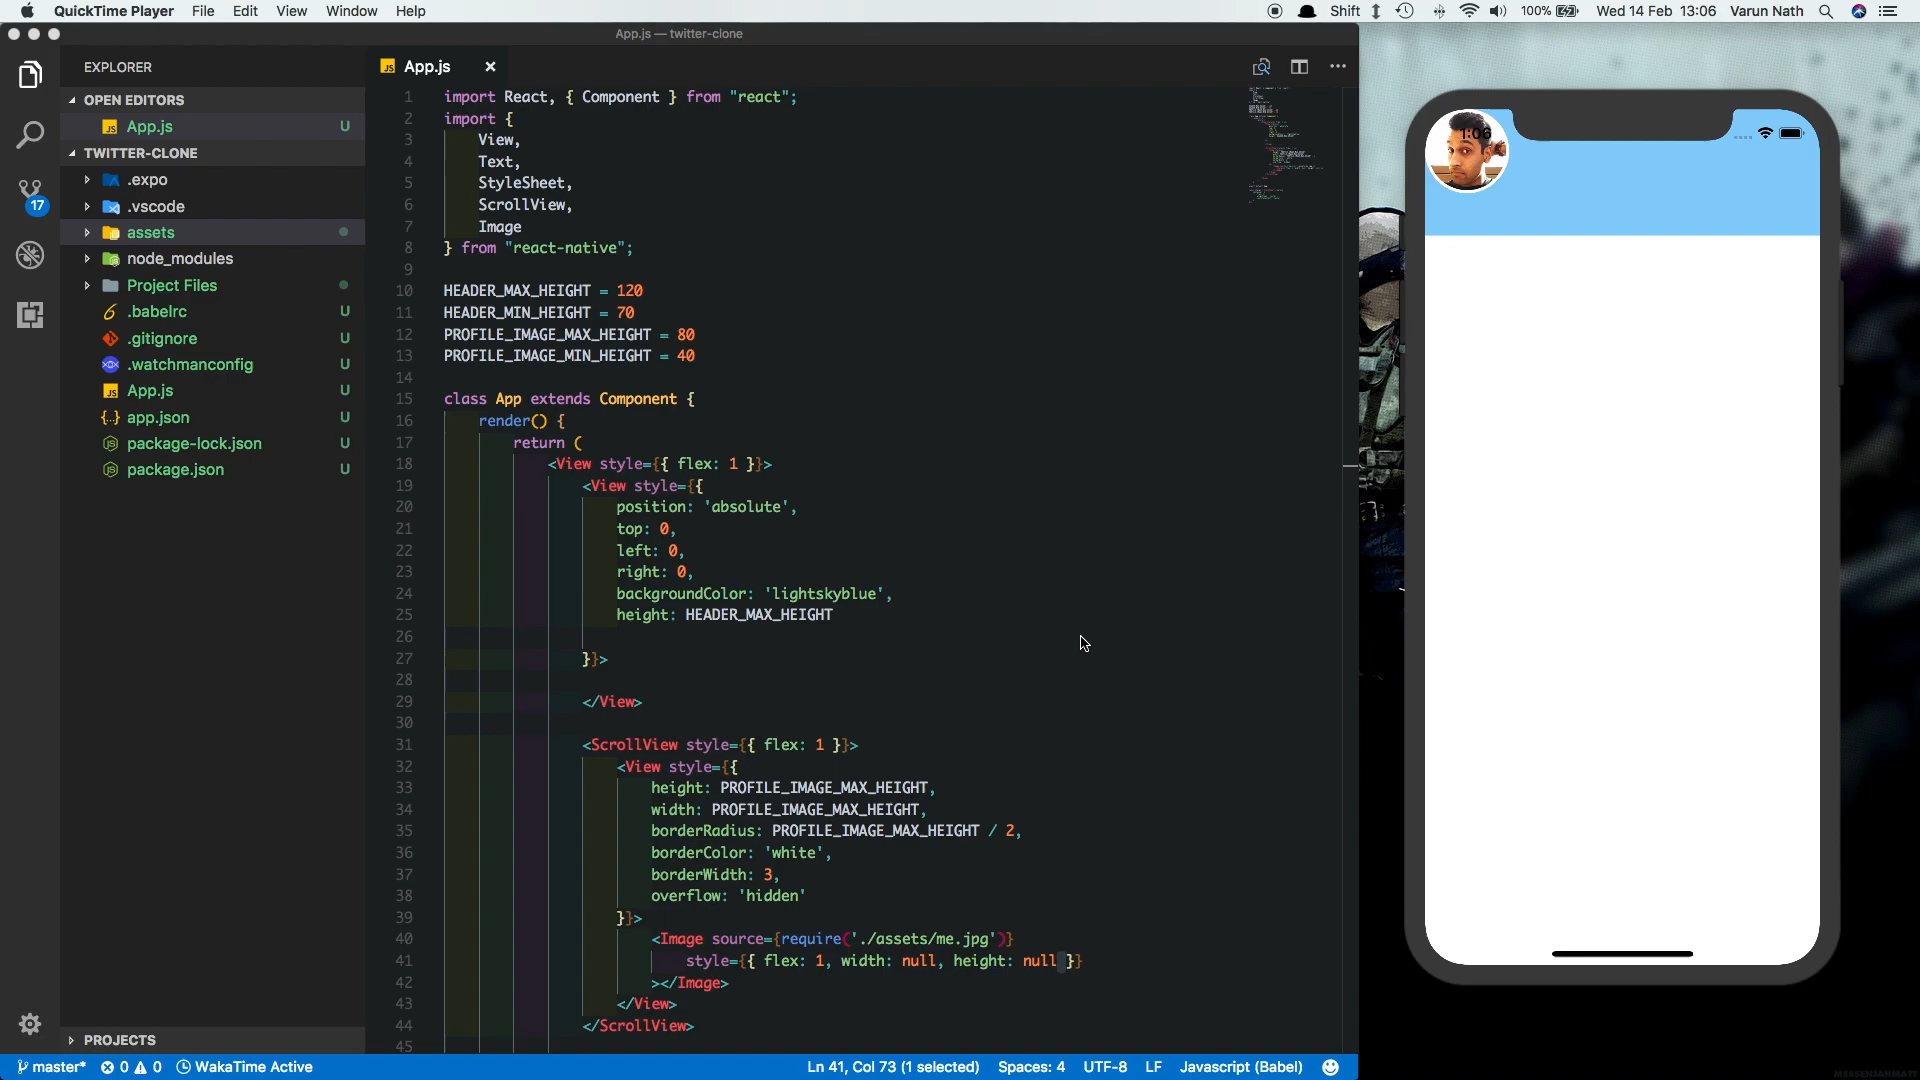 QuickTime Player File Edit View Window Help Shift 100% Wed 14 Feb 13:06 Varun Nath
App.js — twitter-clone
EXPLORER
OPEN EDITORS
App.js U
TWITTER-CLONE
.expo
.vscode
assets
node_modules
Project Files
.babelrc U
.gitignore U
.watchmanconfig U
App.js U
app.json U
package-lock.json U
package.json U
PROJECTS
17
App.js
1 import React, { Component } from "react";
2 import {
3 View,
4 Text,
5 StyleSheet,
6 ScrollView,
7 Image
8 } from "react-native";
9
10 HEADER_MAX_HEIGHT = 120
11 HEADER_MIN_HEIGHT = 70
12 PROFILE_IMAGE_MAX_HEIGHT = 80
13 PROFILE_IMAGE_MIN_HEIGHT = 40
14
15 class App extends Component {
16 render() {
17 return (
18 <View style={{ flex: 1 }}>
19 <View style={{
20 position: 'absolute',
21 top: 0,
22 left: 0,
23 right: 0,
24 backgroundColor: 'lightskyblue',
25 height: HEADER_MAX_HEIGHT
26
27 }}>
28
29 </View>
30
31 <ScrollView style={{ flex: 1 }}>
32 <View style={{
33 height: PROFILE_IMAGE_MAX_HEIGHT,
34 width: PROFILE_IMAGE_MAX_HEIGHT,
35 borderRadius: PROFILE_IMAGE_MAX_HEIGHT / 2,
36 borderColor: 'white',
37 borderWidth: 3,
38 overflow: 'hidden'
39 }}>
40 <Image source={require('./assets/me.jpg')}
41 style={{ flex: 1, width: null, height: null }}
42 ></Image>
43 </View>
44 </ScrollView>
45
1:06
master* 0 0 WakaTime Active Ln 41, Col 73 (1 selected) Spaces: 4 UTF-8 LF Javascript (Babel)